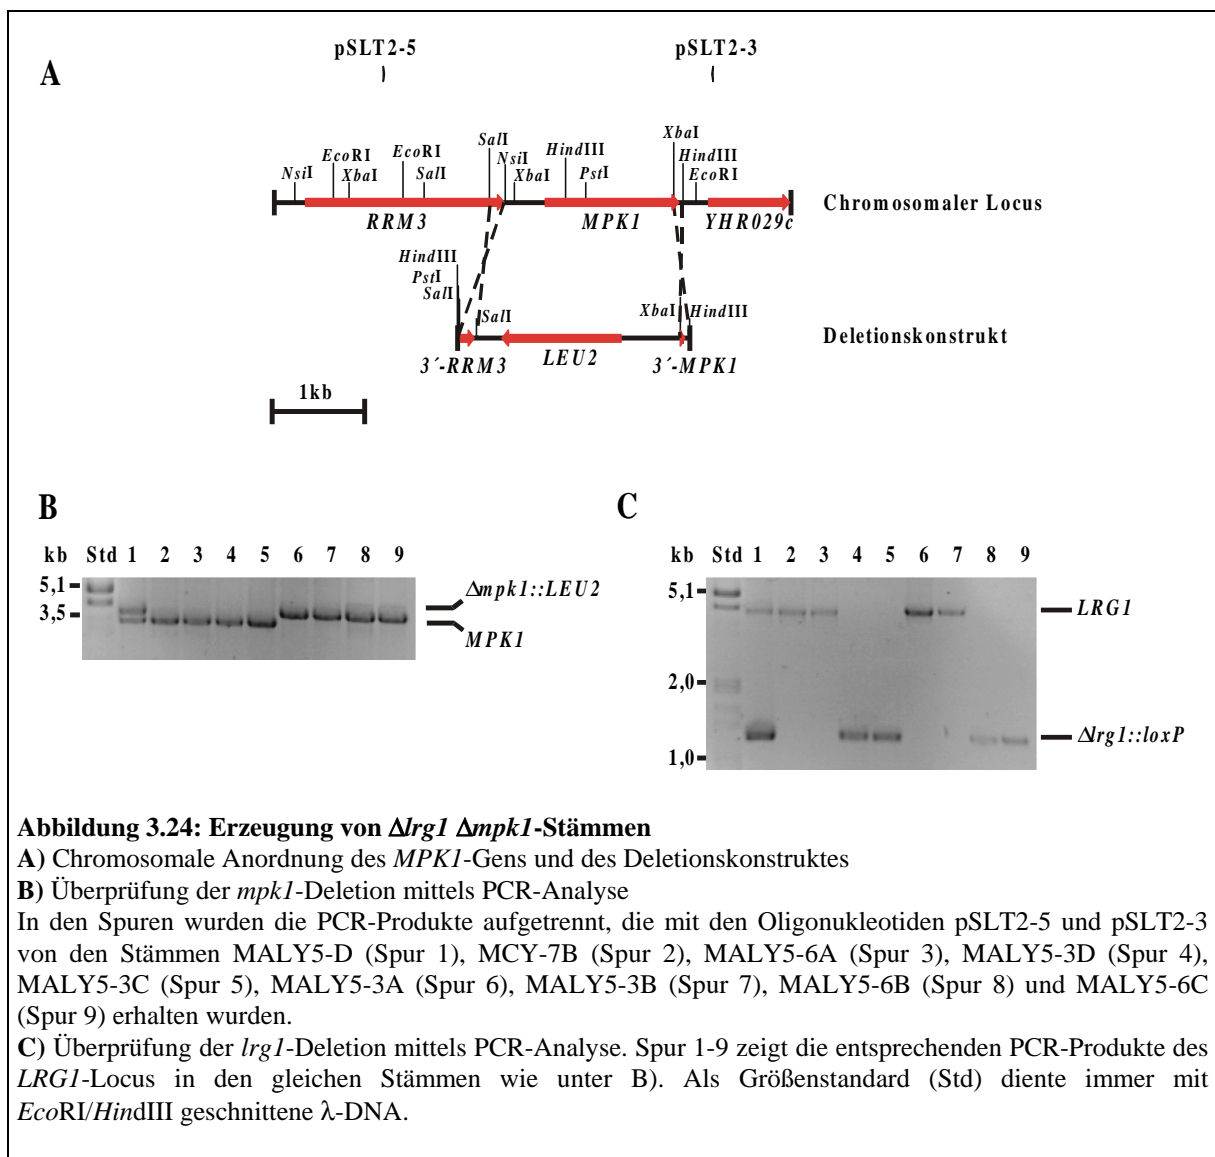 pSLT2-5 pSLT2-3
A
XbaI
SalI
EcoRI EcoRI HindIII HindIII
NsiI XbaI SalI NsiI XbaI PstI EcoRI
Chromosomaler Locus
RRM3 MPK1 YHR029c
HindIII
PstI
SalI
SalI XbaI HindIII
Deletionskonstrukt
3´-RRM3 LEU2 3´-MPK1
1kb
B
kb Std 1 2 3 4 5 6 7 8 9
5,1
3,5
Δmpk1::LEU2
MPK1
C
kb Std 1 2 3 4 5 6 7 8 9
5,1
LRG1
2,0
Δlrg1::loxP
1,0
Abbildung 3.24: Erzeugung von Δlrg1 Δmpk1-Stämmen
A) Chromosomale Anordnung des MPK1-Gens und des Deletionskonstruktes
B) Überprüfung der mpk1-Deletion mittels PCR-Analyse
In den Spuren wurden die PCR-Produkte aufgetrennt, die mit den Oligonukleotiden pSLT2-5 und pSLT2-3
von den Stämmen MALY5-D (Spur 1), MCY-7B (Spur 2), MALY5-6A (Spur 3), MALY5-3D (Spur 4),
MALY5-3C (Spur 5), MALY5-3A (Spur 6), MALY5-3B (Spur 7), MALY5-6B (Spur 8) und MALY5-6C
(Spur 9) erhalten wurden.
C) Überprüfung der lrg1-Deletion mittels PCR-Analyse. Spur 1-9 zeigt die entsprechenden PCR-Produkte des
LRG1-Locus in den gleichen Stämmen wie unter B). Als Größenstandard (Std) diente immer mit
EcoRI/HindIII geschnittene λ-DNA.